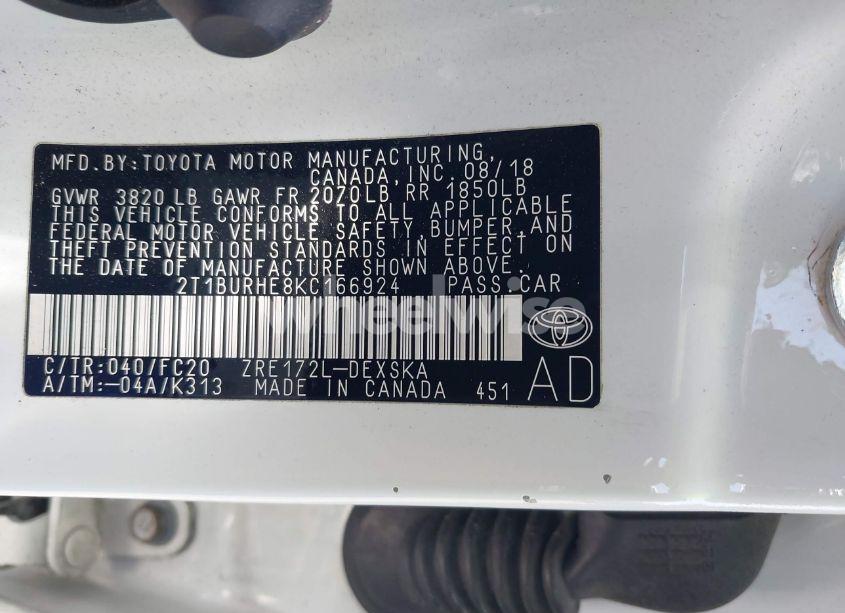 MFD.BY:TOYOTA MOTOR MANUFACTURING,
CANADA, INC. 08/18
GVWR 3820 LB GAWR FR 2070LB RR 1850LB
THIS VEHICLE CONFORMS TO ALL APPLICABLE
FEDERAL MOTOR VEHICLE SAFETY, BUMPER, AND
THEFT PREVENTION STANDARDS IN EFFECT ON
THE DATE OF MANUFACTURE SHOWN ABOVE.
2T1BURHE8KC166924 PASS.CAR
wheelwise
C/TR:040/FC20 ZRE172L-DEXSKA
A/TM:-04A/K313 MADE IN CANADA 451 AD